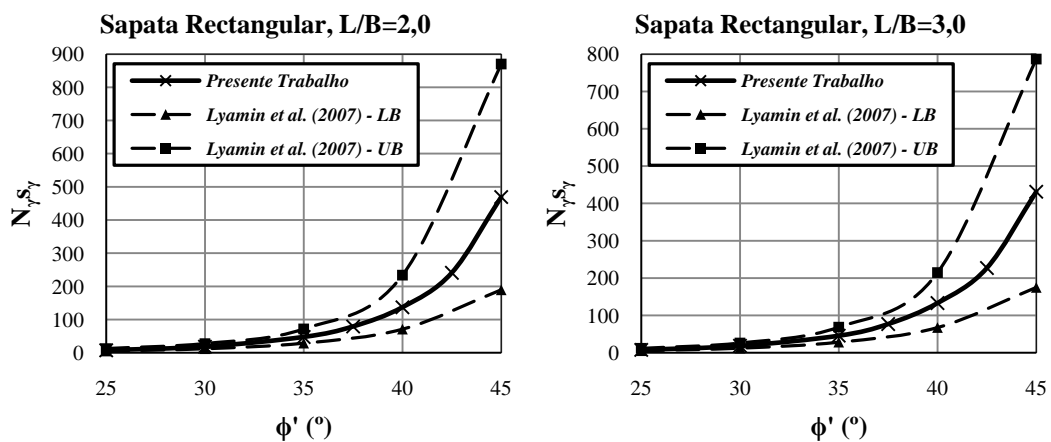 Sapata Rectangular, L/B=2,0
900
800
700
600
500
400
300
200
100
0
NγSγ
Presente Trabalho
Lyamin et al. (2007) - LB
Lyamin et al. (2007) - UB
25 30 35 40 45
ϕ' (º)
Sapata Rectangular, L/B=3,0
800
700
600
500
400
300
200
100
0
Nγsγ
Presente Trabalho
Lyamin et al. (2007) - LB
Lyamin et al. (2007) - UB
25 30 35 40 45
ϕ' (º)